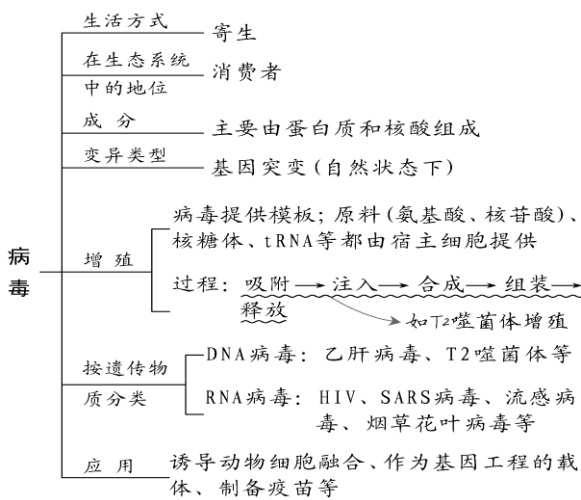 生活方式
寄生
在生态系统
中的地位
消费者
成分
主要由蛋白质和核酸组成
变异类型
基因突变(自然状态下)
病毒
增殖
病毒提供模板;原料(氨基酸、核苷酸)、
核糖体、tRNA等都由宿主细胞提供
过程:吸附→注入→合成→组装→
释放
如T2噬菌体增殖
按遗传物
质分类
DNA病毒:乙肝病毒、T2噬菌体等
RNA病毒:HIV、SARS病毒、流感病
毒、烟草花叶病毒等
应用
诱导动物细胞融合、作为基因工程的载
体、制备疫苗等